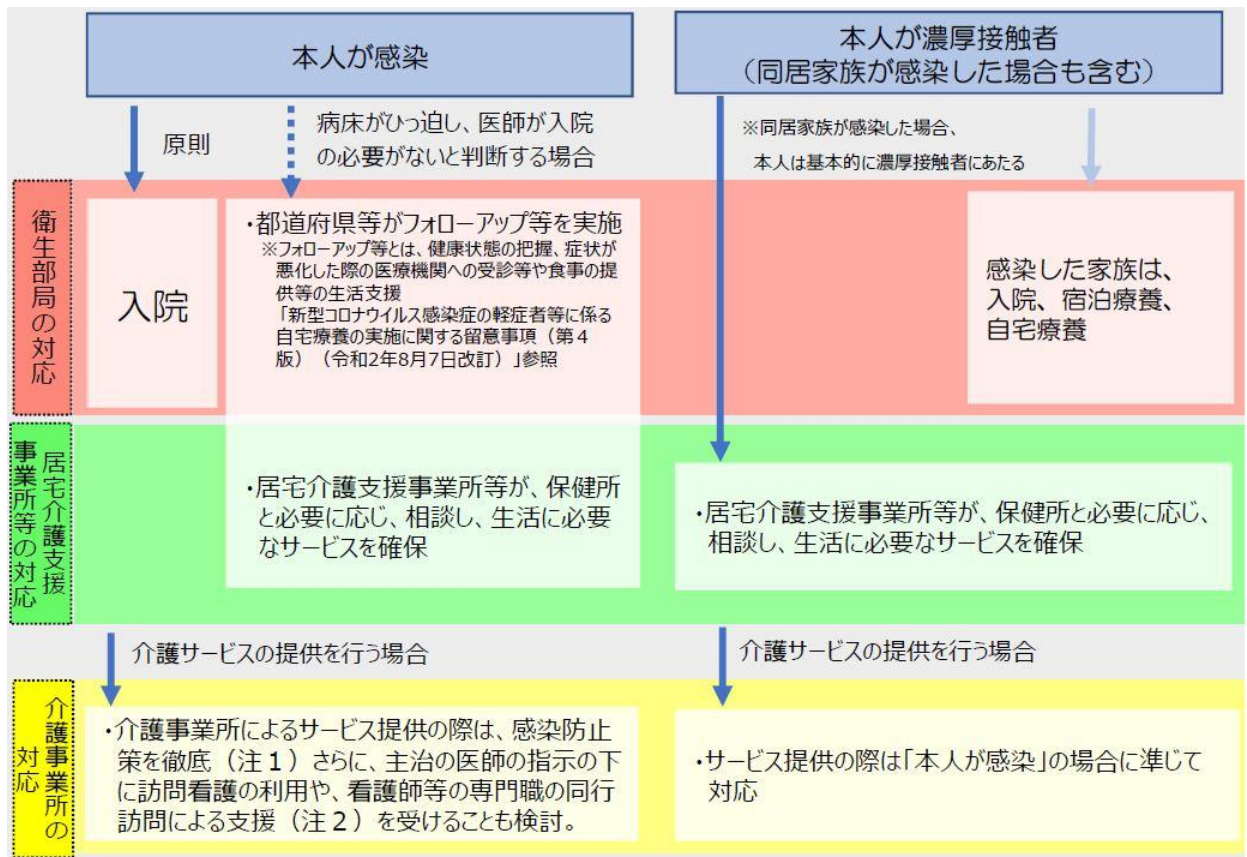 本人が感染
本人が濃厚接触者
(同居家族が感染した場合も含む)
原則
病床がひっ迫し、医師が入院
の必要がないと判断する場合
※同居家族が感染した場合、
本人は基本的に濃厚接触者にあたる
衛生部局の対応
入院
・都道府県等がフォローアップ等を実施
※フォローアップ等とは、健康状態の把握、症状が
悪化した際の医療機関への受診等や食事の提
供等の生活支援
「新型コロナウイルス感染症の軽症者等に係る
自宅療養の実施に関する留意事項(第4
版)(令和2年8月7日改訂)」参照
感染した家族は、
入院、宿泊療養、
自宅療養
居宅介護支援
事業所等の対応
・居宅介護支援事業所等が、保健所
と必要に応じ、相談し、生活に必要
なサービスを確保
・居宅介護支援事業所等が、保健所と必要に応じ、
相談し、生活に必要なサービスを確保
介護サービスの提供を行う場合
介護サービスの提供を行う場合
介護事業所の
対応
・介護事業所によるサービス提供の際は、感染防止
策を徹底(注1)さらに、主治の医師の指示の下
に訪問看護の利用や、看護師等の専門職の同行
訪問による支援(注2)を受けることも検討。
・サービス提供の際は「本人が感染」の場合に準じて
対応